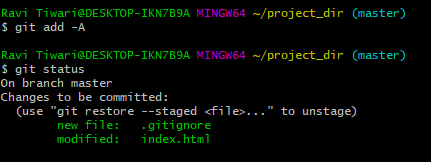 Ravi Tiwari@DESKTOP-IKN7B9A MINGW64 ~/project_dir (master)
$ git add -A
Ravi Tiwari@DESKTOP-IKN7B9A MINGW64 ~/project_dir (master)
$ git status
On branch master
Changes to be committed:
  (use "git restore --staged <file>..." to unstage)
        new file:   .gitignore
        modified:   index.html